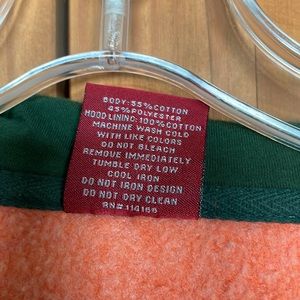 BODY: 55% COTTON
45% POLYESTER
HOOD LINING: 100% COTTON
MACHINE WASH COLD
WITH LIKE COLORS
DO NOT BLEACH
REMOVE IMMEDIATELY
TUMBLE DRY LOW
COOL IRON
DO NOT IRON DESIGN
DO NOT DRY CLEAN
RN# 114166